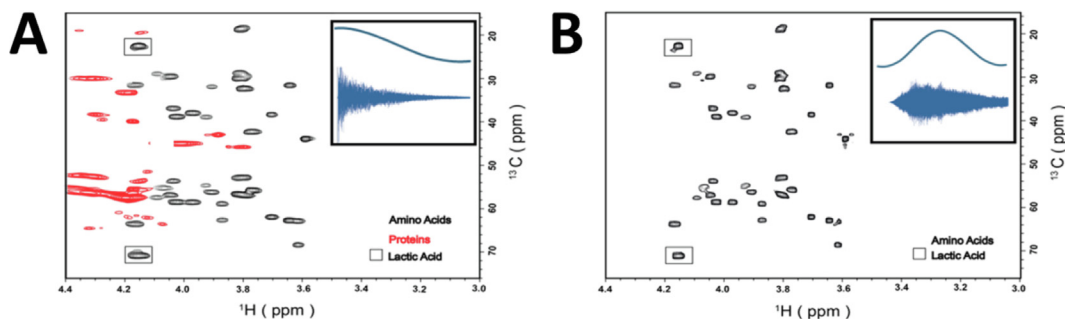 A
20
30
40
50
60
70
¹³C ( ppm )
Amino Acids
Proteins
Lactic Acid
4.4 4.2 4.0 3.8 3.6 3.4 3.2 3.0
¹H ( ppm )
B
20
30
40
50
60
70
¹³C ( ppm )
Amino Acids
Lactic Acid
4.4 4.2 4.0 3.8 3.6 3.4 3.2 3.0
¹H ( ppm )